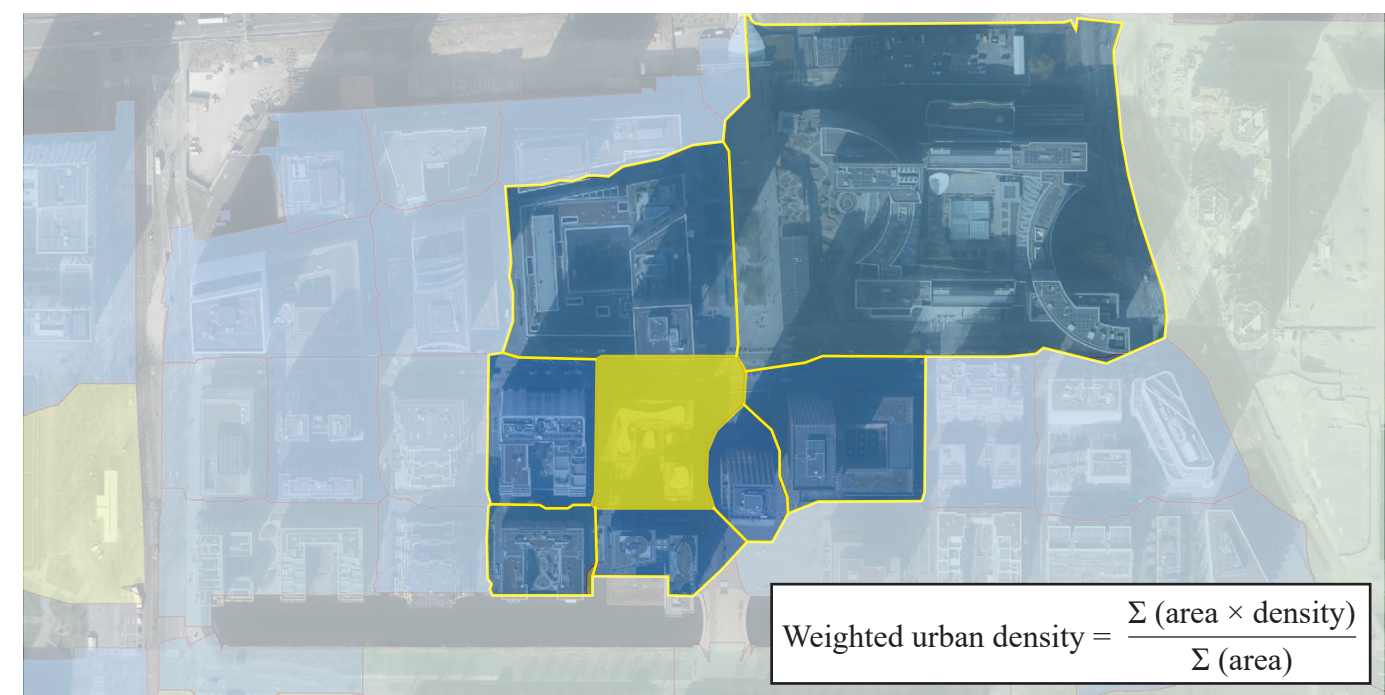 Weighted urban density = Σ (area × density) / Σ (area)